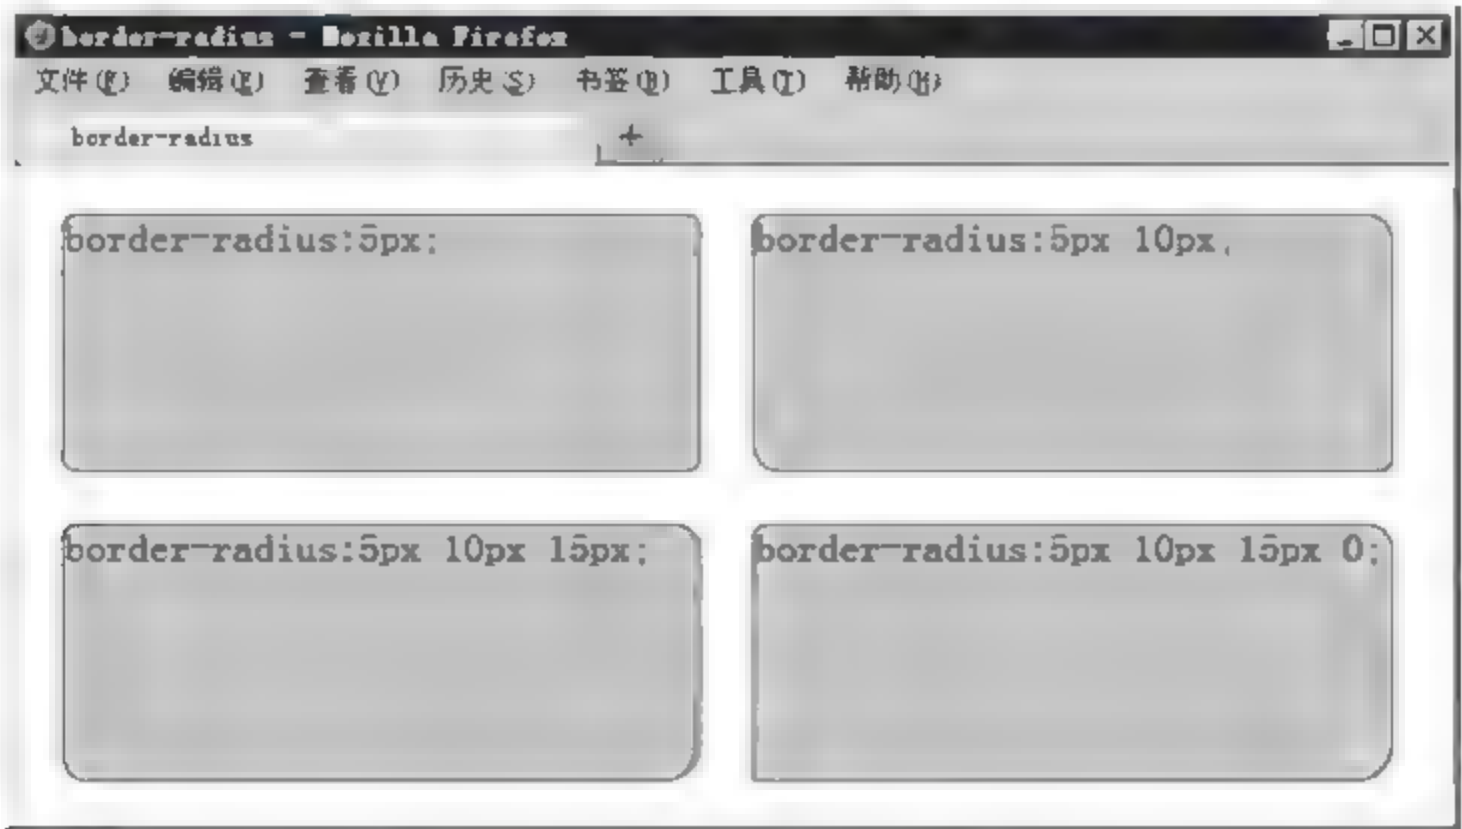 border-radius - Mozilla Firefox
文件(F) 编辑(E) 查看(V) 历史(S) 书签(B) 工具(T) 帮助(H)
border-radius +
border-radius:5px; border-radius:5px 10px;
border-radius:5px 10px 15px; border-radius:5px 10px 15px 0;